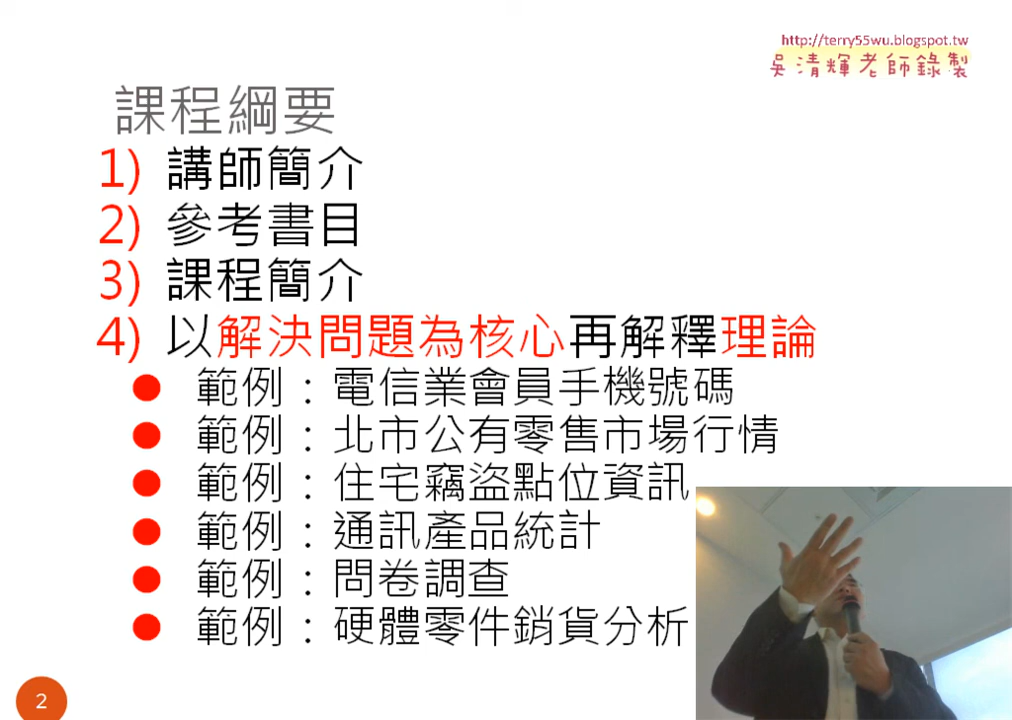 http://terry55wu.blogspot.tw
吳清輝老師錄製
課程綱要
1) 講師簡介
2) 參考書目
3) 課程簡介
4) 以解決問題為核心再解釋理論
● 範例：電信業會員手機號碼
● 範例：北市公有零售市場行情
● 範例：住宅竊盜點位資訊
● 範例：通訊產品統計
● 範例：問卷調查
● 範例：硬體零件銷貨分析
2